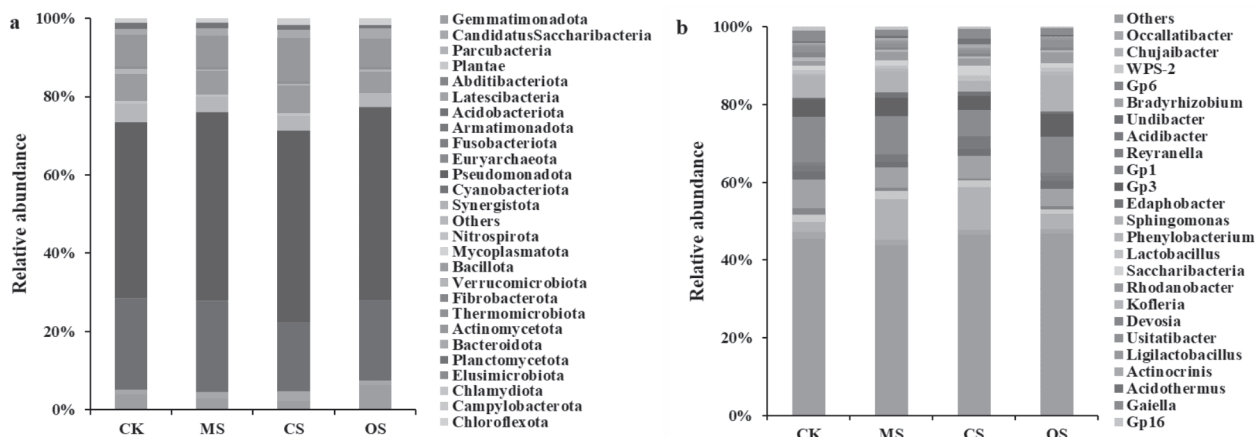 a
Relative abundance
100%
80%
60%
40%
20%
0%
CK
MS
CS
OS
Gemmatimonadota
CandidatusSaccharibacteria
Parcubacteria
Plantae
Abditibacteriota
Latescibacteria
Acidobacteriota
Armatimonadota
Fusobacteriota
Euryarchaeota
Pseudomonadota
Cyanobacteriota
Synergistota
Others
Nitrospirota
Mycoplasmatota
Bacillota
Verrucomicrobiota
Fibrobacterota
Thermomicrobiota
Actinomycetota
Bacteroidota
Planctomycetota
Elusimicrobiota
Chlamydiota
Campylobacterota
Chloroflexota
b
Relative abundance
100%
80%
60%
40%
20%
0%
CK
MS
CS
OS
Others
Occallatibacter
Chujaibacter
WPS-2
Gp6
Bradyrhizobium
Undibacter
Acidibacter
Reyranella
Gp1
Gp3
Edaphobacter
Sphingomonas
Phenylobacterium
Lactobacillus
Saccharibacteria
Rhodanobacter
Kofleria
Devosia
Usitatibacter
Ligilactobacillus
Actinocrinis
Acidothermus
Gaiella
Gp16